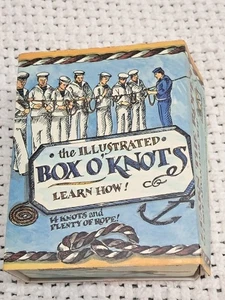 the ILLUSTRATED
BOX O' KNOTS
LEARN HOW!
14 KNOTS and
PLENTY OF ROPE!